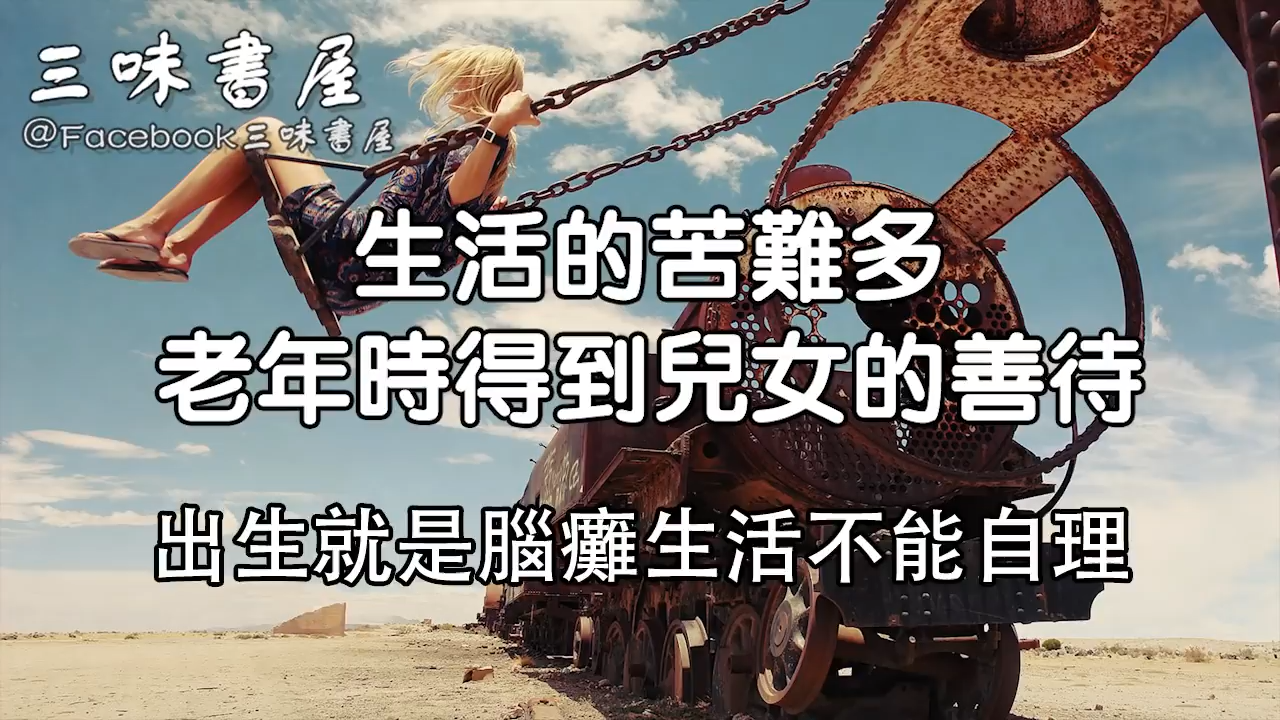 三味書屋
@Facebook三味書屋
生活的苦難多
老年時得到兒女的善待
出生就是腦癱生活不能自理